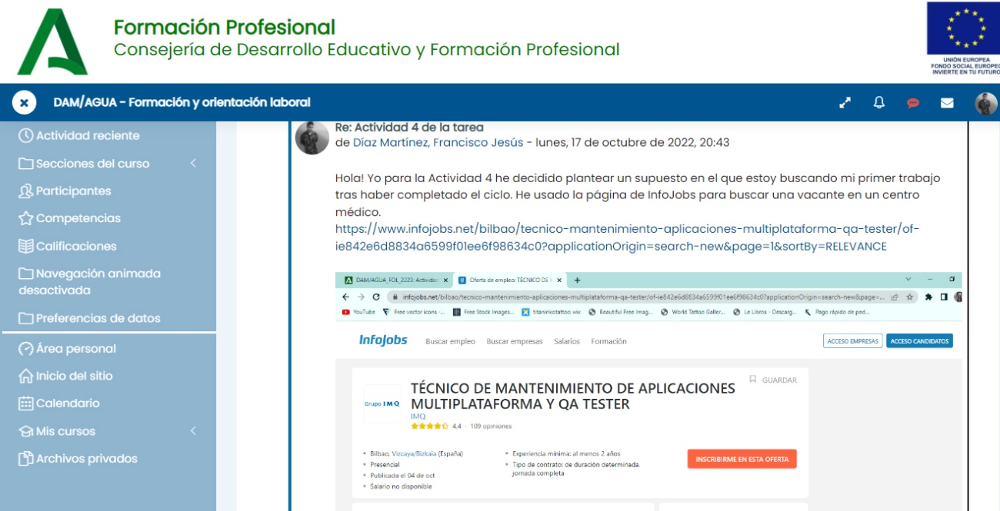 Formación Profesional
Consejería de Desarrollo Educativo y Formación Profesional
UNIÓN EUROPEA
FONDO SOCIAL EUROPEO
INVIERTE EN TU FUTURO
DAM/AGUA - Formación y orientación laboral
Actividad reciente
Secciones del curso
Participantes
Competencias
Calificaciones
Navegación animada
desactivada
Preferencias de datos
Área personal
Inicio del sitio
Calendario
Mis cursos
Archivos privados
Re: Actividad 4 de la tarea
de Díaz Martínez, Francisco Jesús - lunes, 17 de octubre de 2022, 20:43
Hola! Yo para la Actividad 4 he decidido plantear un supuesto en el que estoy buscando mi primer trabajo
tras haber completado el ciclo. He usado la página de InfoJobs para buscar una vacante en un centro
médico.
https://www.infojobs.net/bilbao/tecnico-mantenimiento-aplicaciones-multiplataforma-qa-tester/of-
ie842e6d8834a6599f01ee6f98634c0?applicationOrigin=search-new&page=1&sortBy=RELEVANCE
DAM/AGUA_FOL_2223: Activida
Oferta de empleo: TÉCNICO DE
infojobs.net/bilbao/tecnico-mantenimiento-aplicaciones-multiplataforma-qa-tester/of-ie842e6d8834a6599f01ee6f98634c0?applicationOrigin=search-new&page=...
YouTube Free vector icons -... Free Stock Images... titaninkotattoo wix Beautiful Free Imag... World Tattoo Galler... Le Libros - Descarg... Pago rápido de ped...
InfoJobs Buscar empleo Buscar empresas Salarios Formación ACCESO EMPRESAS ACCESO CANDIDATOS
GUARDAR
Grupo IMQ
TÉCNICO DE MANTENIMIENTO DE APLICACIONES
MULTIPLATAFORMA Y QA TESTER
IMQ
4,4 · 109 opiniones
Bilbao, Vizcaya/Bizkaia (España)
Presencial
Publicada el 04 de oct
Salario no disponible
Experiencia mínima: al menos 2 años
Tipo de contrato: de duración determinada,
jornada completa
INSCRIBIRME EN ESTA OFERTA